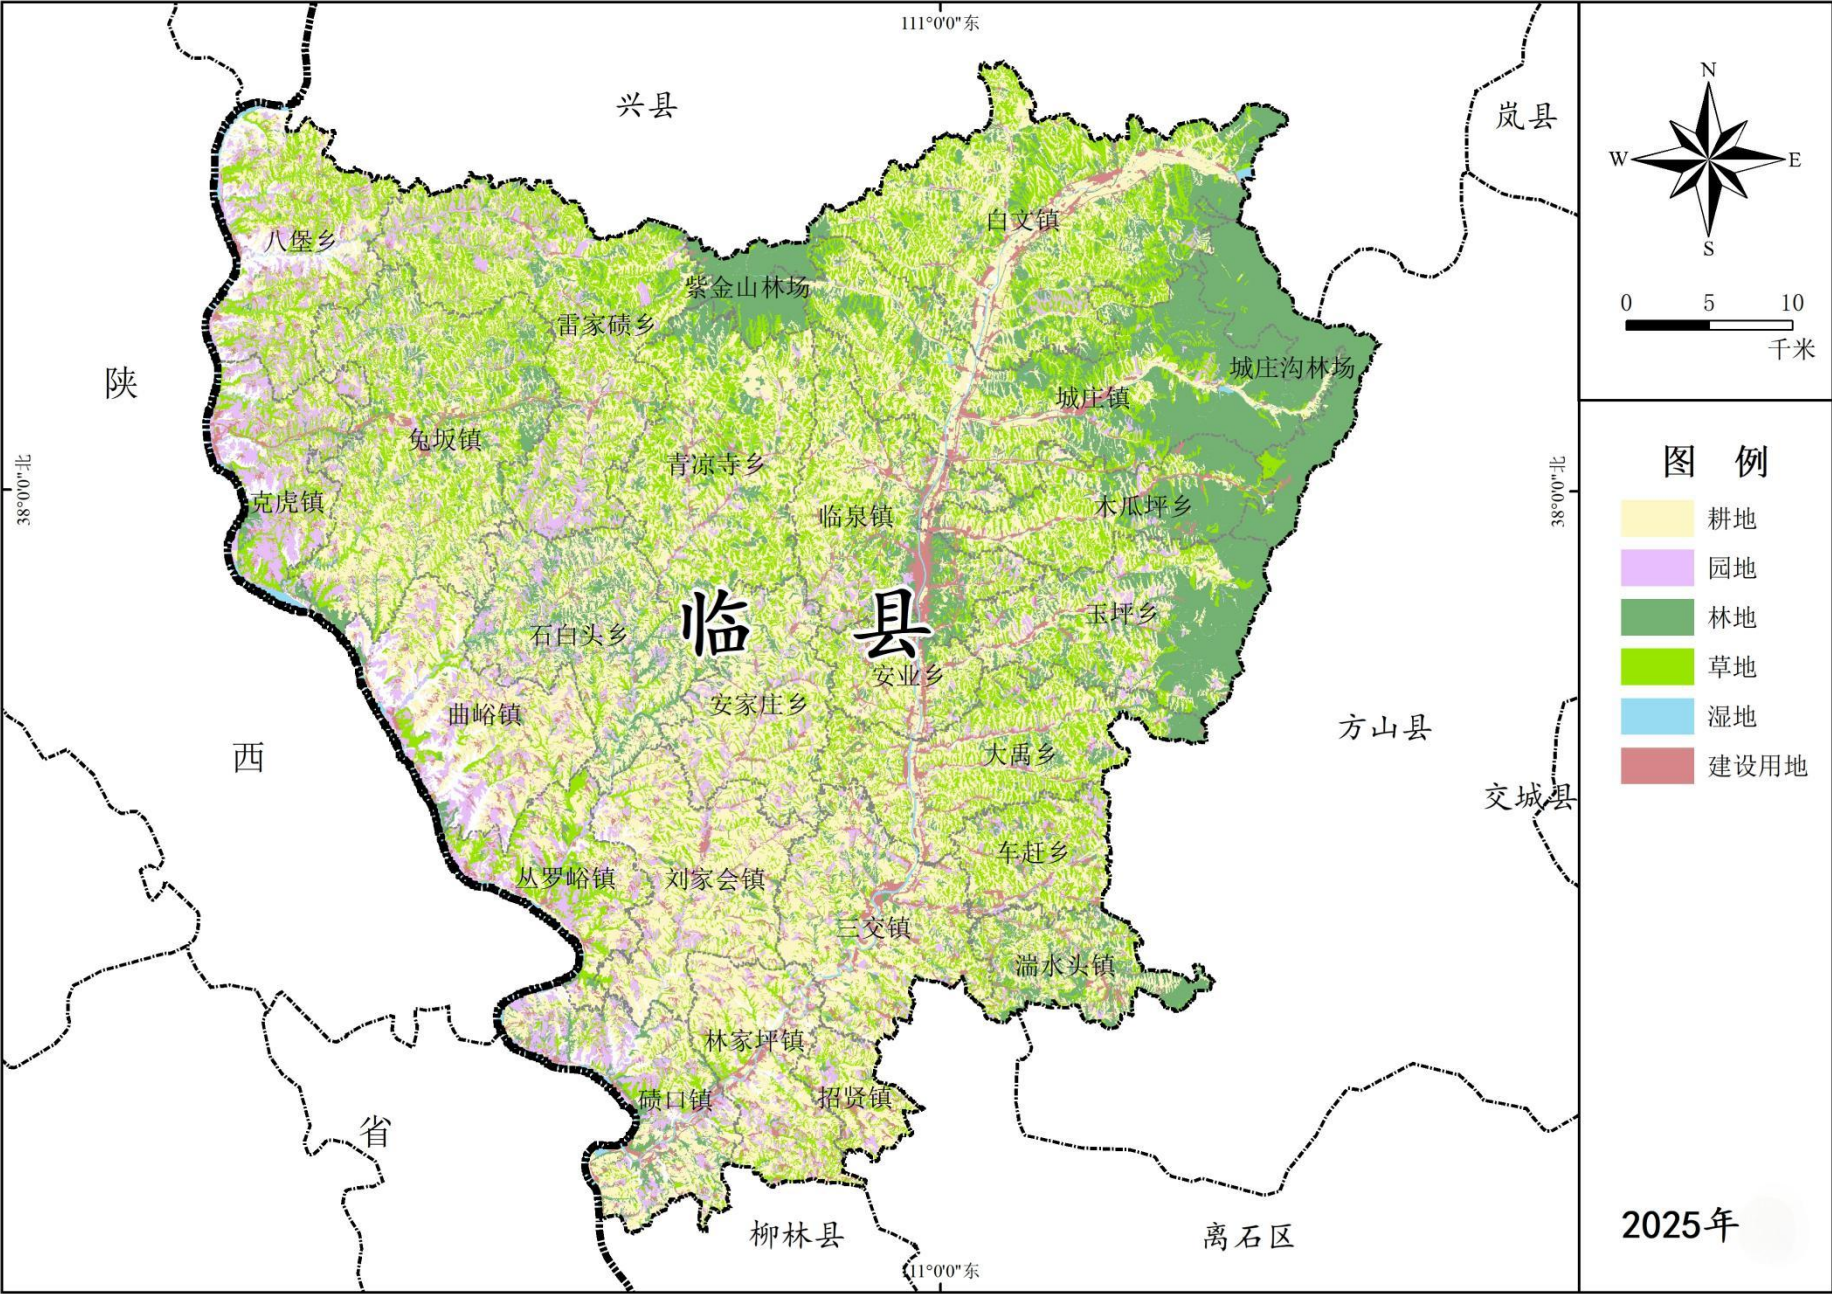 111°0'0"东
兴县
岚县
N
W
E
S
0 5 10
千米
八堡乡
白文镇
紫金山林场
雷家碛乡
城庄沟林场
陕
城庄镇
兔坂镇
青凉寺乡
38°0'0"北
38°0'0"北
克虎镇
临泉镇
木瓜坪乡
临县
玉坪乡
石白头乡
安业乡
安家庄乡
曲峪镇
西
大禹乡
方山县
交城县
车赶乡
丛罗峪镇
刘家会镇
三交镇
湍水头镇
林家坪镇
碛口镇
招贤镇
省
柳林县
离石区
11°0'0"东
图 例
耕地
园地
林地
草地
湿地
建设用地
2025年